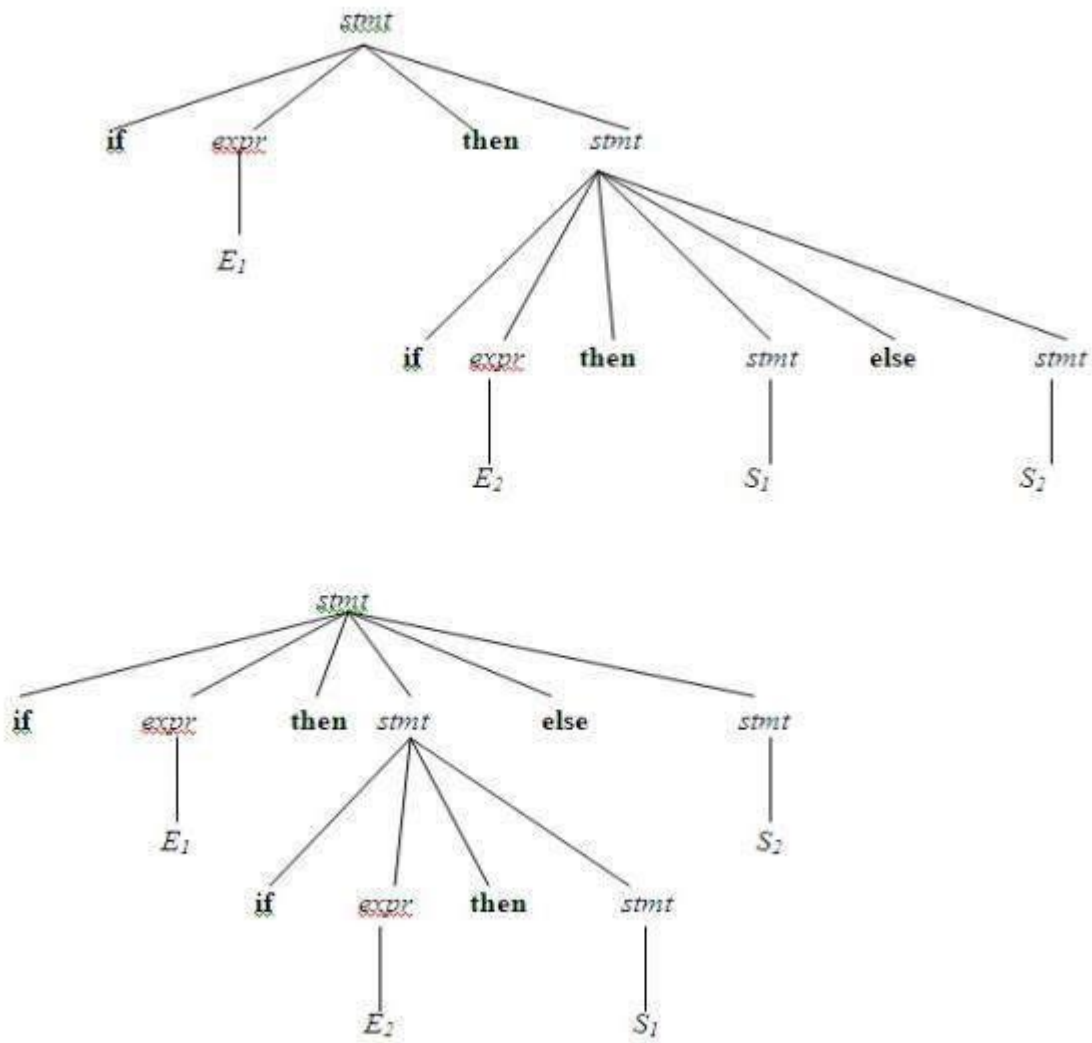 stmt
if expr then stmt
E1
if expr then stmt else stmt
E2 S1 S2
stmt
if expr then stmt else stmt
E1 S2
if expr then stmt
E2 S1